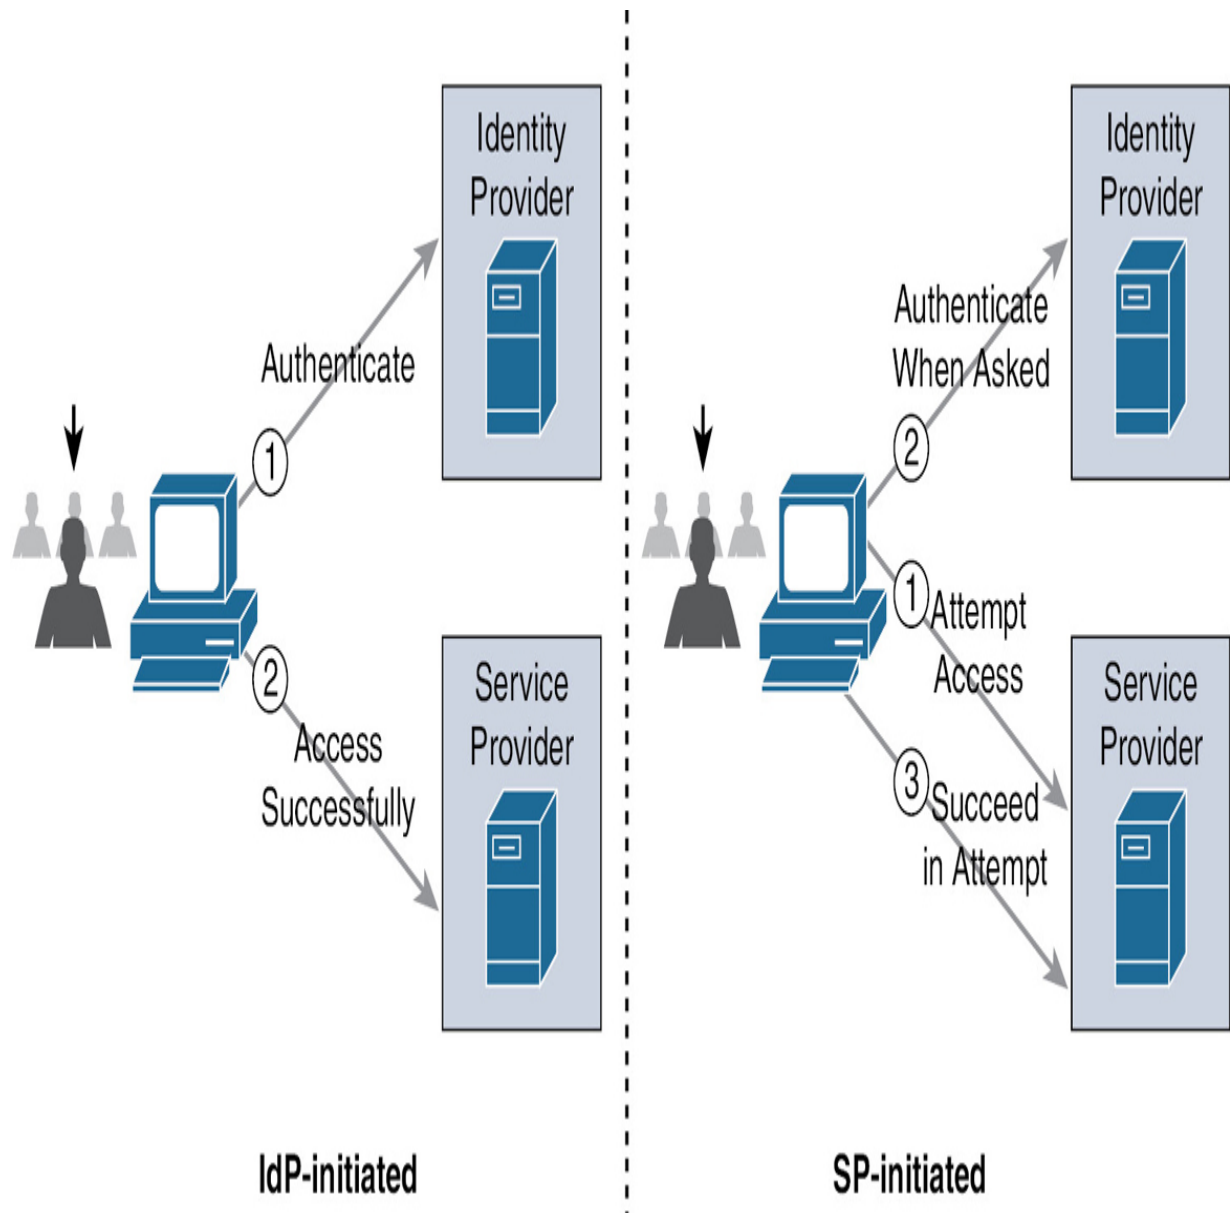 Identity
Provider
Authenticate
1
2
Access
Successfully
Service
Provider
IdP-initiated
Identity
Provider
Authenticate
When Asked
2
1
Attempt
Access
3
Succeed
in Attempt
Service
Provider
SP-initiated